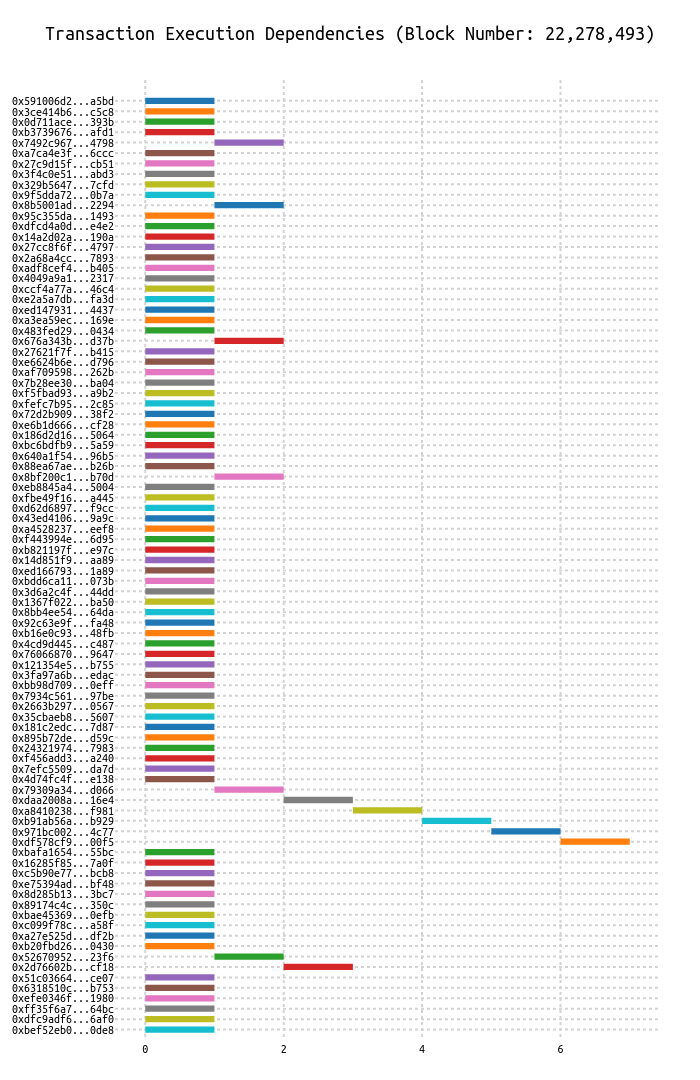 Transaction Execution Dependencies (Block Number: 22,278,493)
0x591006d2...a5bd
0x3ce414b6...c5c8
0x0d711ace...393b
0xb3739676...afd1
0x7492c967...4798
0xa7ca4e3f...6ccc
0x27c9d15f...cb51
0x3f4c0e51...abd3
0x329b5647...7cfd
0x9f5dda72...0b7a
0x8b5001ad...2294
0x95c355da...1493
0xdfcd4a0d...e4e2
0x14a2d02a...190a
0x27cc8f6f...4797
0x2a68a4cc...7893
0xadf8cef4...b405
0x4049a9a1...2317
0xccf4a77a...46c4
0xe2a5a7db...fa3d
0xed147931...4437
0xa3ea59ec...169e
0x483fed29...0434
0x676a343b...d37b
0x27621f7f...b415
0xe6624b6e...d796
0xaf709598...262b
0x7b28ee30...ba04
0xf5fbad93...a9b2
0xfefc7b95...2c85
0x72d2b909...38f2
0xe6b1d666...cf28
0x186d2d16...5064
0xbc6bdfb9...5a59
0x640a1f54...96b5
0x88ea67ae...b26b
0x8bf200c1...b70d
0xeb8845a4...5004
0xfbe49f16...a445
0xd62d6897...f9cc
0x43ed4106...9a9c
0xa4528237...eef8
0xf443994e...6d95
0xb821197f...e97c
0x14d851f9...aa89
0xed166793...1a89
0xbdd6ca11...073b
0x3d6a2c4f...44dd
0x1367f022...ba50
0x8bb4ee54...64da
0x92c63e9f...fa48
0xb16e0c93...48fb
0x4cd9d445...c487
0x76066870...9647
0x121354e5...b755
0x3fa97a6b...edac
0xbb98d709...0eff
0x7934c561...97be
0x2663b297...0567
0x35cbaeb8...5607
0x181c2edc...7d87
0x895b72de...d59c
0x24321974...7983
0xf456add3...a240
0x7efc5509...da7d
0x4d74fc4f...e138
0x79309a34...d066
0xdaa2008a...16e4
0xa8410238...f981
0xb91ab56a...b929
0x971bc002...4c77
0xdf578cf9...00f5
0xbafa1654...55bc
0x16285f85...7a0f
0xc5b90e77...bcb8
0xe75394ad...bf48
0x8d285b13...3bc7
0x89174c4c...350c
0xbae45369...0efb
0xc099f78c...a58f
0xa27e525d...df2b
0xb20fbd26...0430
0x52670952...23f6
0x2d76602b...cf18
0x51c03664...ce07
0x6318510c...b753
0xefe0346f...1980
0xff35f6a7...64bc
0xdfc9adf6...6af0
0xbef52eb0...0de8
0 2 4 6